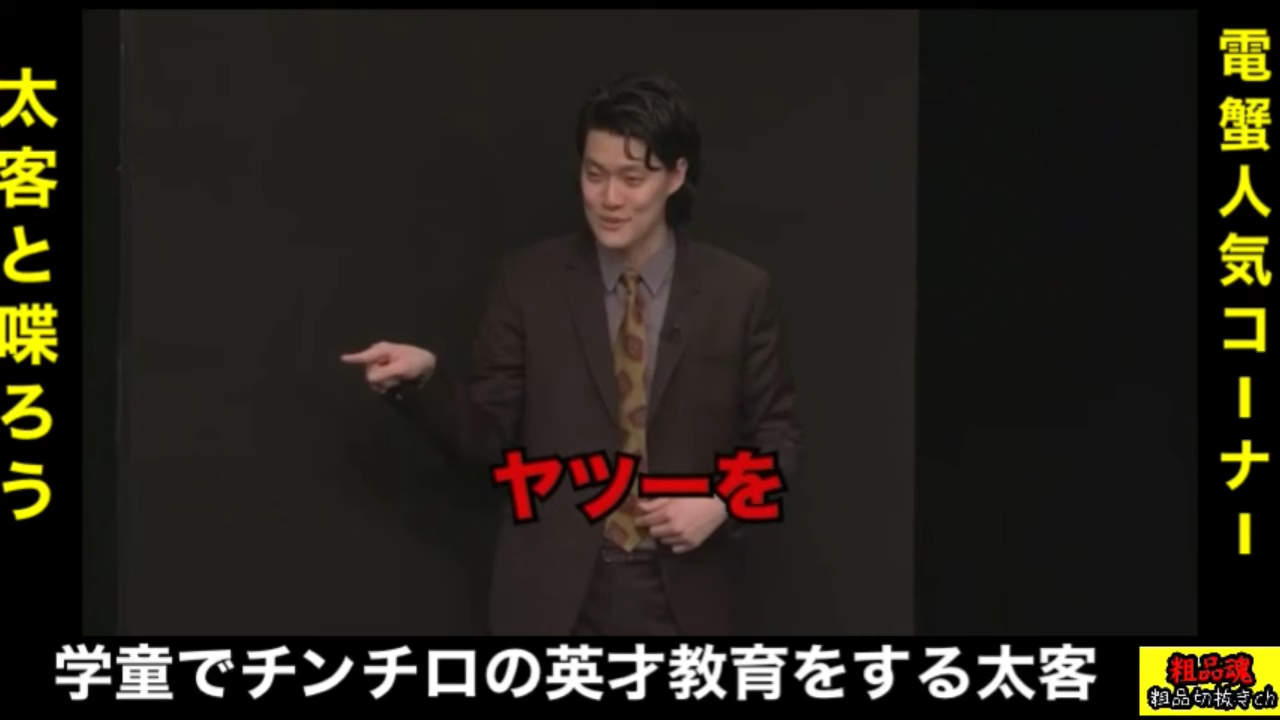 太客と喋ろう
電蟹人気コーナー
ヤツーを
学童でチンチロの英才教育をする太客
粗品魂
粗品切抜きch